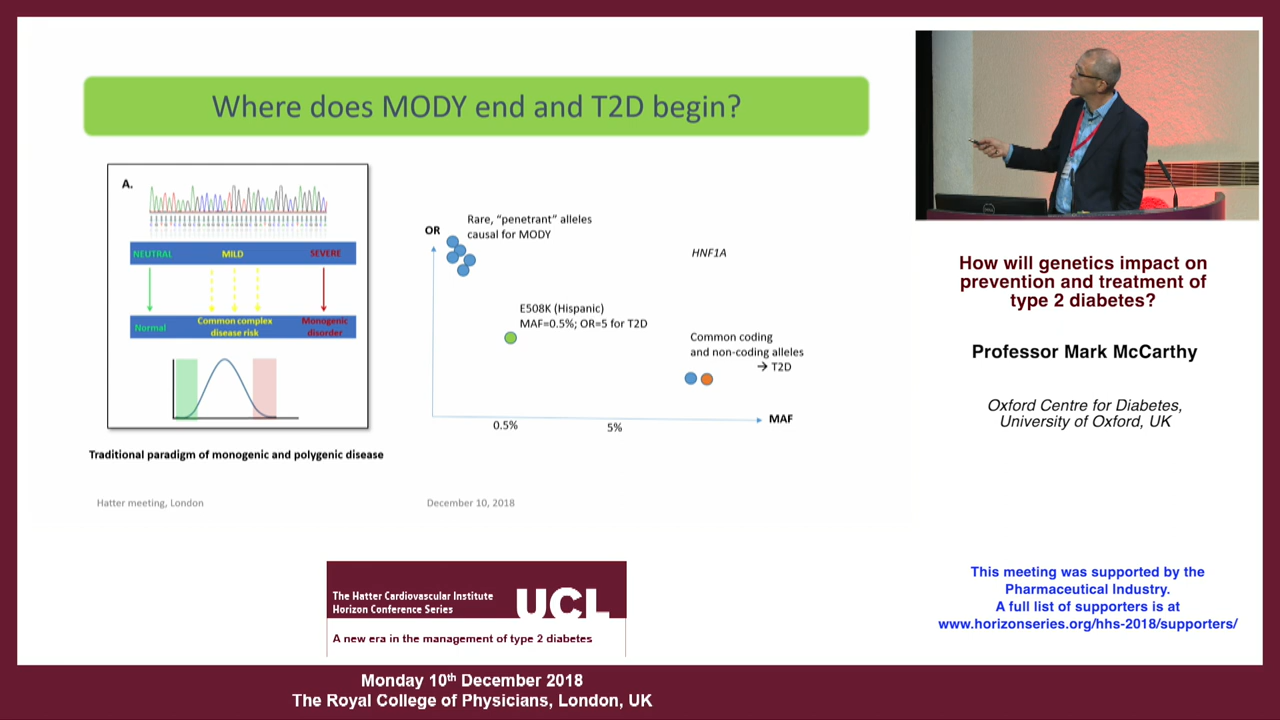 Where does MODY end and T2D begin?
A.
NEUTRAL MILD SEVERE
Normal
Common complex
disease risk
Monogenic
disorder
Traditional paradigm of monogenic and polygenic disease
OR
Rare, “penetrant” alleles
causal for MODY
HNF1A
E508K (Hispanic)
MAF=0.5%; OR=5 for T2D
Common coding
and non-coding alleles
→ T2D
MAF
0.5%
5%
Hatter meeting, London
December 10, 2018
How will genetics impact on
prevention and treatment of
type 2 diabetes?
Professor Mark McCarthy
Oxford Centre for Diabetes,
University of Oxford, UK
This meeting was supported by the
Pharmaceutical Industry.
A full list of supporters is at
www.horizonseries.org/hhs-2018/supporters/
The Hatter Cardiovascular Institute
Horizon Conference Series
UCL
A new era in the management of type 2 diabetes
Monday 10th December 2018
The Royal College of Physicians, London, UK